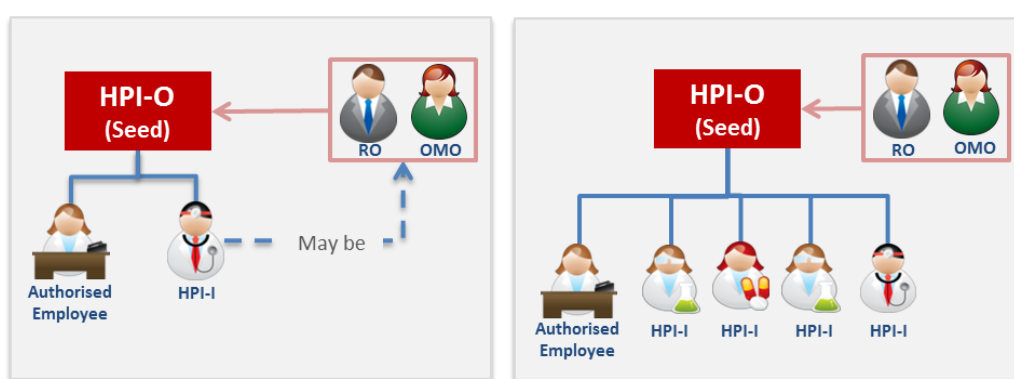 HPI-O
(Seed)
RO OMO
May be
Authorised
Employee
HPI-I
HPI-O
(Seed)
RO OMO
Authorised
Employee
HPI-I HPI-I HPI-I HPI-I